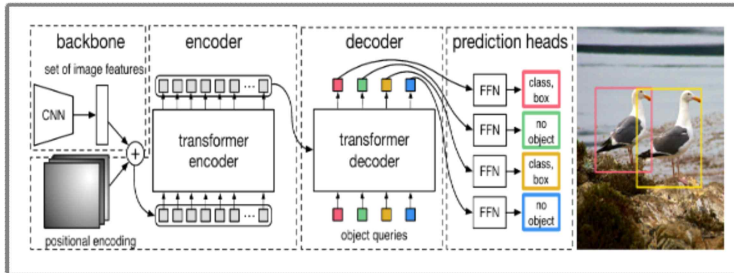 backbone
encoder
decoder
prediction heads
set of image features
CNN
positional encoding
transformer
encoder
transformer
decoder
object queries
FFN
class,
box
FFN
no
object
FFN
class,
box
FFN
no
object